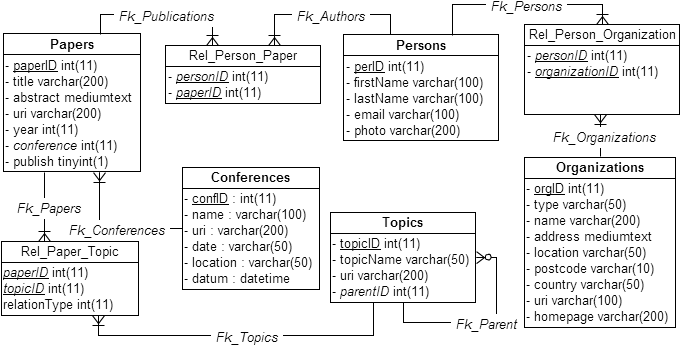 Fk_Publications
Fk_Authors
Fk_Persons
Papers
- paperID int(11)
- title varchar(200)
- abstract mediumtext
- uri varchar(200)
- year int(11)
- conference int(11)
- publish tinyint(1)
Rel_Person_Paper
- personID int(11)
- paperID int(11)
Persons
- perID int(11)
- firstName varchar(100)
- lastName varchar(100)
- email varchar(100)
- photo varchar(200)
Rel_Person_Organization
- personID int(11)
- organizationID int(11)
Fk_Organizations
Organizations
- orgID int(11)
- type varchar(50)
- name varchar(200)
- address mediumtext
- location varchar(50)
- postcode varchar(10)
- country varchar(50)
- uri varchar(100)
- homepage varchar(200)
Conferences
- confID : int(11)
- name : varchar(100)
- uri : varchar(200)
- date : varchar(50)
- location : varchar(50)
- datum : datetime
Fk_Papers
Fk_Conferences
Rel_Paper_Topic
paperID int(11)
topicID int(11)
relationType int(11)
Topics
- topicID int(11)
- topicName varchar(50)
- uri varchar(200)
- parentID int(11)
Fk_Topics
Fk_Parent